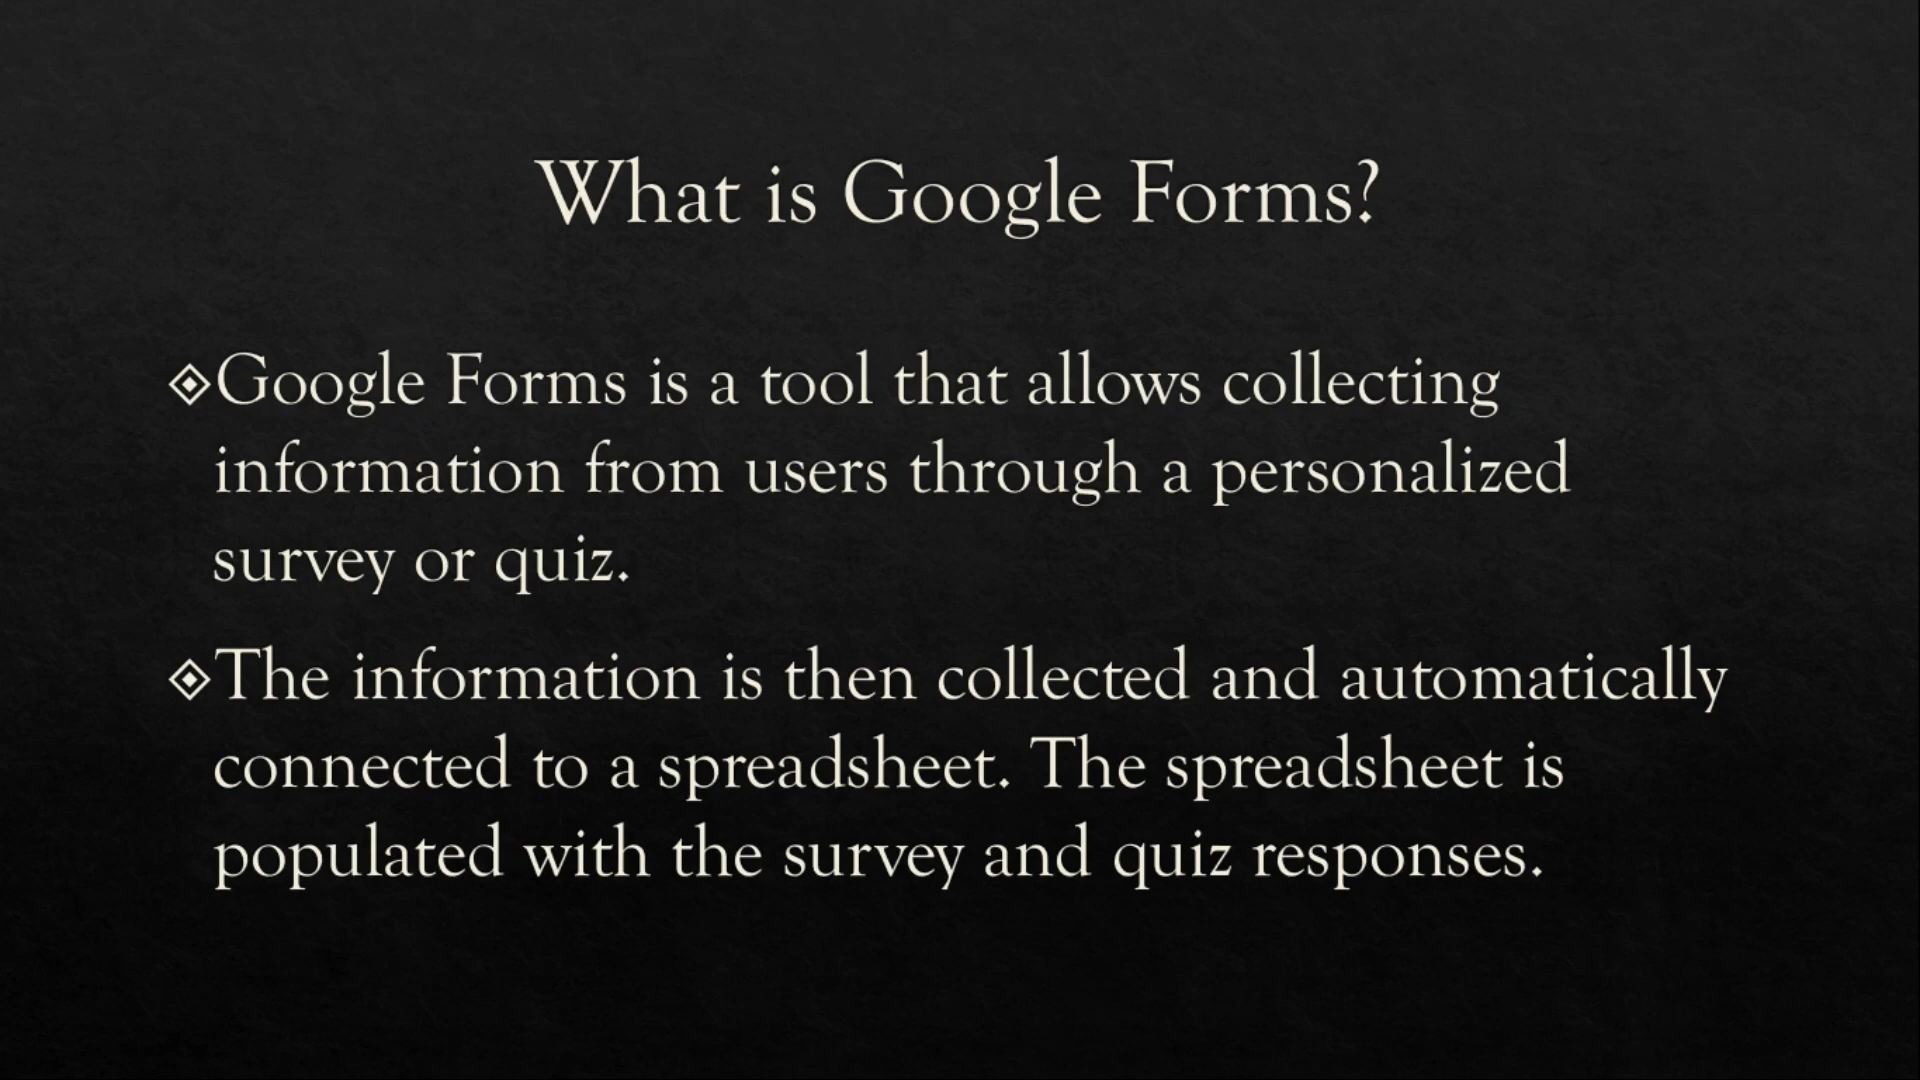 What is Google Forms?
Google Forms is a tool that allows collecting
information from users through a personalized
survey or quiz.
The information is then collected and automatically
connected to a spreadsheet. The spreadsheet is
populated with the survey and quiz responses.